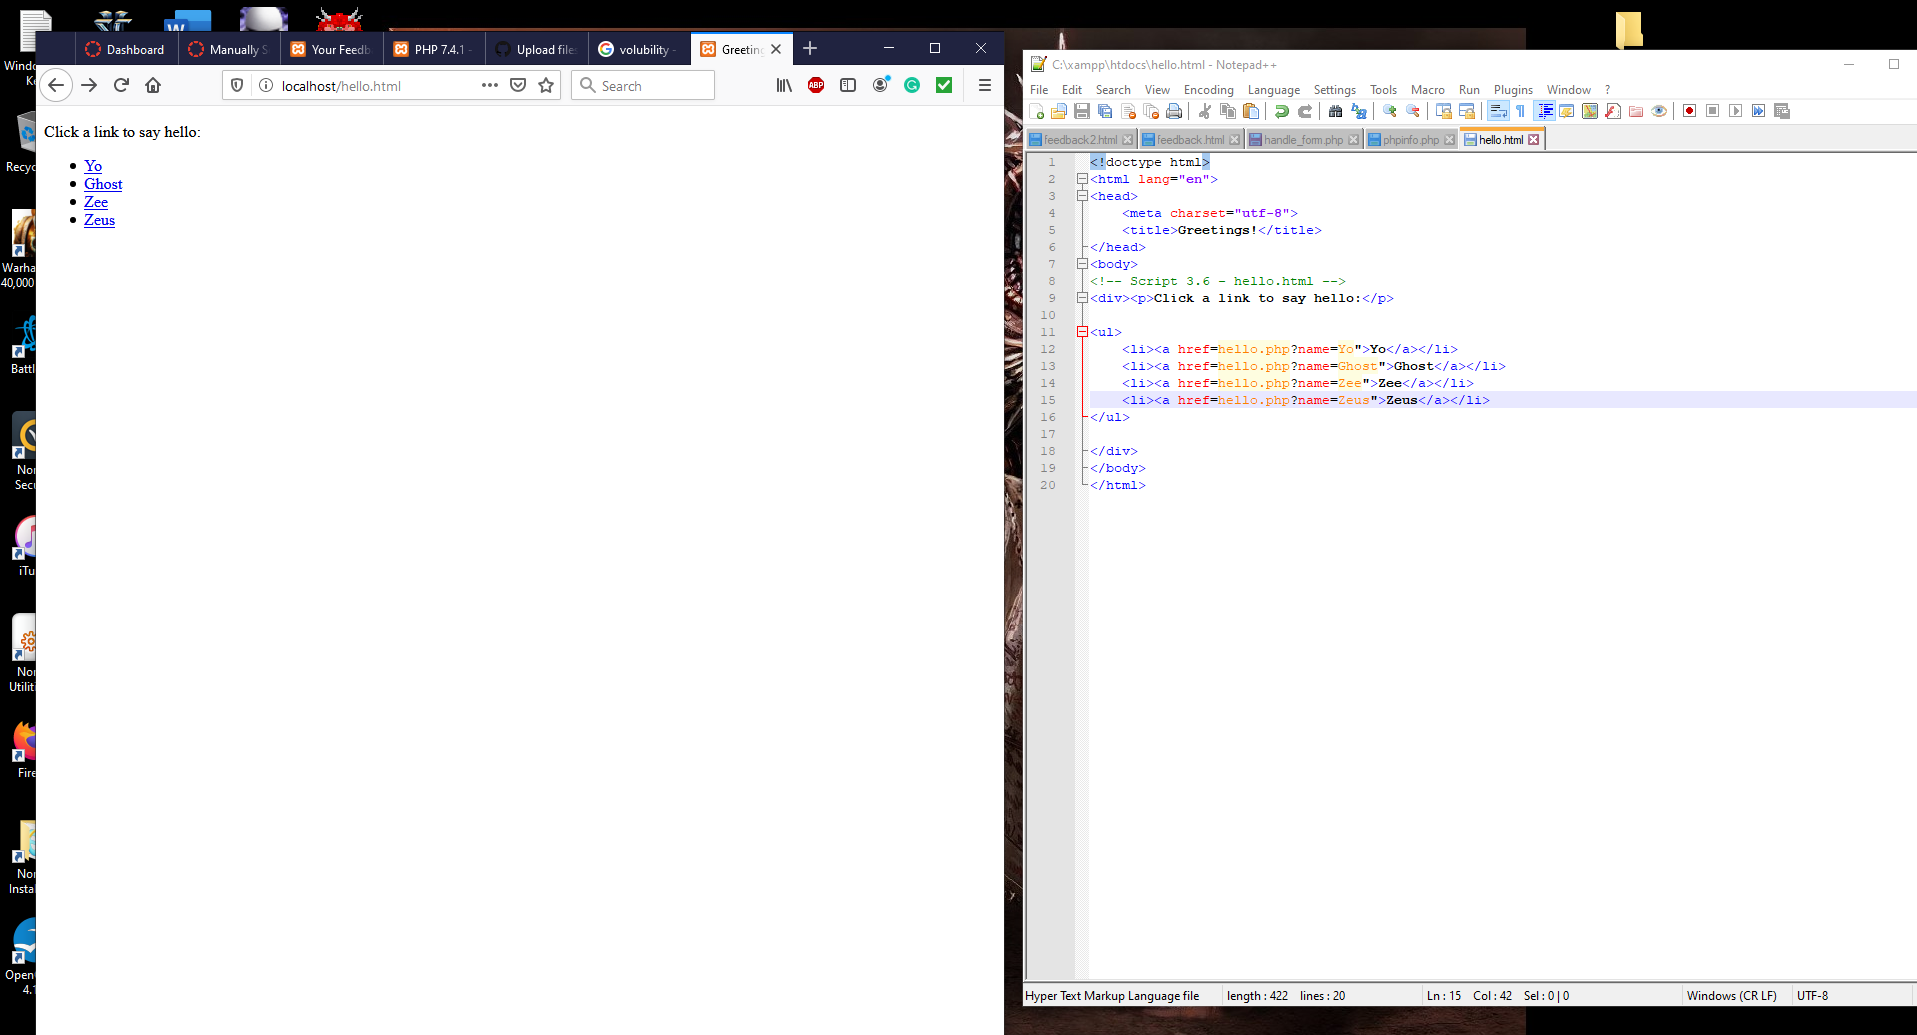 Windo
Ke
Recyc
Warha
40,000
Battl
Nor
Secu
iTu
Nor
Utiliti
Fire
Nor
Instal
Open
4.1
Dashboard
Manually S
Your Feedb
PHP 7.4.1 -
Upload file
volubility -
Greeting
localhost/hello.html
Search
ABP
Click a link to say hello:
Yo
Ghost
Zee
Zeus
C:\xampp\htdocs\hello.html - Notepad++
File Edit Search View Encoding Language Settings Tools Macro Run Plugins Window ?
feedback2.html feedback.html handle_form.php phpinfo.php hello.html
1 <!doctype html>
2 <html lang="en">
3 <head>
4 <meta charset="utf-8">
5 <title>Greetings!</title>
6 </head>
7 <body>
8 <!-- Script 3.6 - hello.html -->
9 <div><p>Click a link to say hello:</p>
10
11 <ul>
12 <li><a href=hello.php?name=Yo">Yo</a></li>
13 <li><a href=hello.php?name=Ghost">Ghost</a></li>
14 <li><a href=hello.php?name=Zee">Zee</a></li>
15 <li><a href=hello.php?name=Zeus">Zeus</a></li>
16 </ul>
17
18 </div>
19 </body>
20 </html>
Hyper Text Markup Language file length : 422 lines : 20 Ln : 15 Col : 42 Sel : 0 | 0 Windows (CR LF) UTF-8